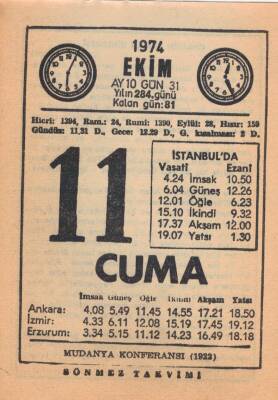 1974
EKİM
AY 10 GÜN 31
Yılın 284. günü
Kalan gün: 81
Hicri: 1394, Ram.: 24, Rumi: 1390, Eylül: 28, Hızır: 159
Gündüz: 11,31 D., Gece: 12.29 D., G. kısalması: 2 D.
11
İSTANBUL'DA
Vasatî Ezanî
4.24 İmsak 10.50
6.04 Güneş 12.26
12.01 Öğle 6.23
15.10 İkindi 9.32
17.37 Akşam 12.00
19.07 Yatsı 1.30
CUMA
İmsak Güneş Öğle İkindi Akşam Yatsı
Ankara: 4.08 5.49 11.45 14.55 17.21 18.50
İzmir: 4.33 6.11 12.08 15.19 17.45 19.12
Erzurum: 3.34 5.15 11.12 14.23 16.49 18.18
MUDANYA KONFERANSI (1922)
SÖNMEZ TAKVİMİ